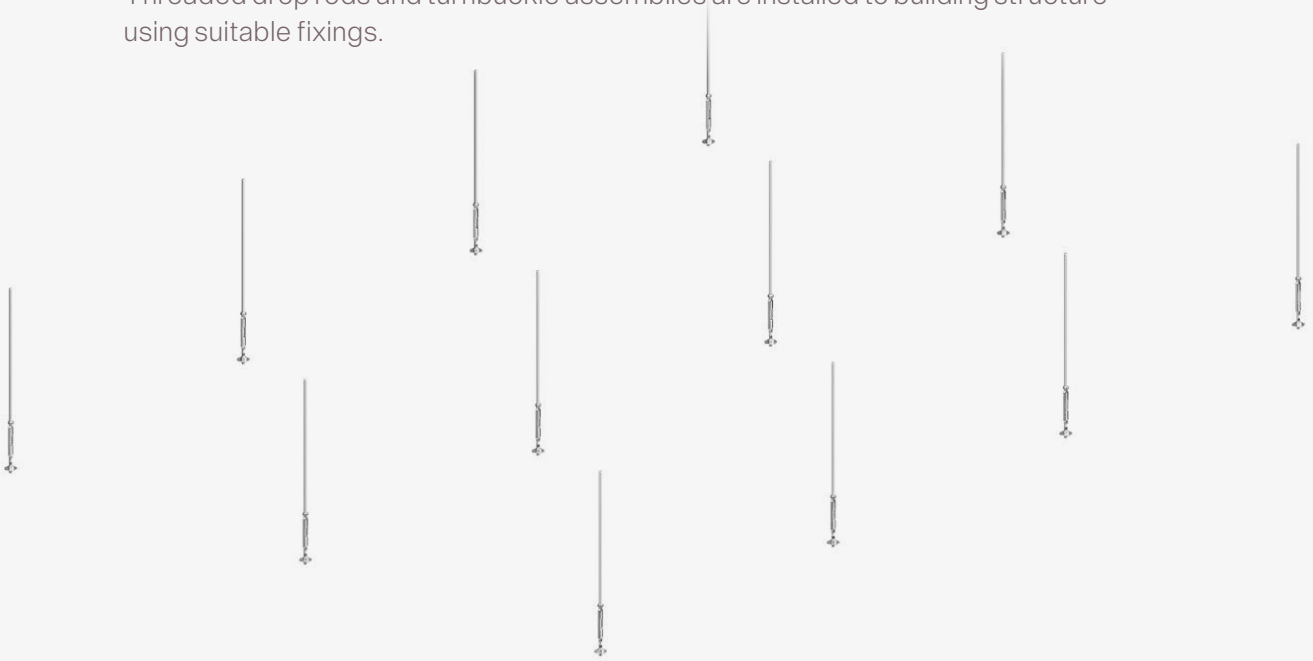 Threaded drop rods and turnbuckle assemblies are installed to building structure
using suitable fixings.